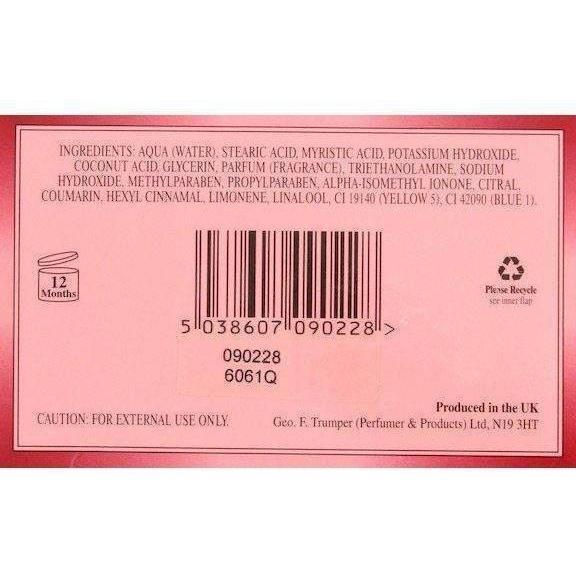 INGREDIENTS: AQUA (WATER), STEARIC ACID, MYRISTIC ACID, POTASSIUM HYDROXIDE,
COCONUT ACID, GLYCERIN, PARFUM (FRAGRANCE), TRIETHANOLAMINE, SODIUM
HYDROXIDE, METHYLPARABEN, PROPYLPARABEN, ALPHA-ISOMETHYL IONONE, CITRAL,
COUMARIN, HEXYL CINNAMAL, LIMONENE, LINALOOL, CI 19140 (YELLOW 5), CI 42090 (BLUE 1).
12
Months
Please Recycle
see inner flap
5 038607 090228 >
090228
6061Q
Produced in the UK
CAUTION: FOR EXTERNAL USE ONLY.
Geo. F. Trumper (Perfumer & Products) Ltd, N19 3HT